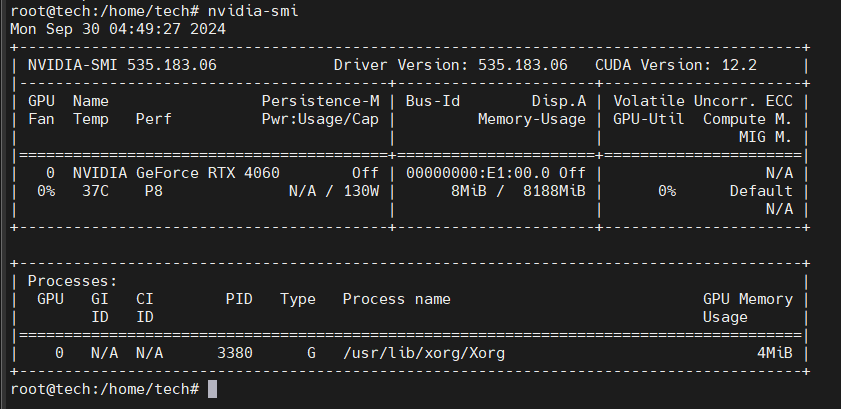 root@tech:/home/tech# nvidia-smi
Mon Sep 30 04:49:27 2024
+---------------------------------------------------------------------------------------+
| NVIDIA-SMI 535.183.06             Driver Version: 535.183.06   CUDA Version: 12.2     |
|-----------------------------------------+----------------------+----------------------+
| GPU  Name                 Persistence-M | Bus-Id        Disp.A | Volatile Uncorr. ECC |
| Fan  Temp   Perf          Pwr:Usage/Cap |         Memory-Usage | GPU-Util  Compute M. |
|                                         |                      |               MIG M. |
|=========================================+======================+======================|
|   0  NVIDIA GeForce RTX 4060        Off | 00000000:E1:00.0 Off |                  N/A |
|  0%   37C    P8              N/A / 130W |      8MiB /  8188MiB |      0%      Default |
|                                         |                      |                  N/A |
+-----------------------------------------+----------------------+----------------------+

+---------------------------------------------------------------------------------------+
| Processes:                                                                            |
|  GPU   GI   CI        PID   Type   Process name                            GPU Memory |
|        ID   ID                                                             Usage      |
|=======================================================================================|
|    0   N/A  N/A      3380      G   /usr/lib/xorg/Xorg                            4MiB |
+---------------------------------------------------------------------------------------+
root@tech:/home/tech#